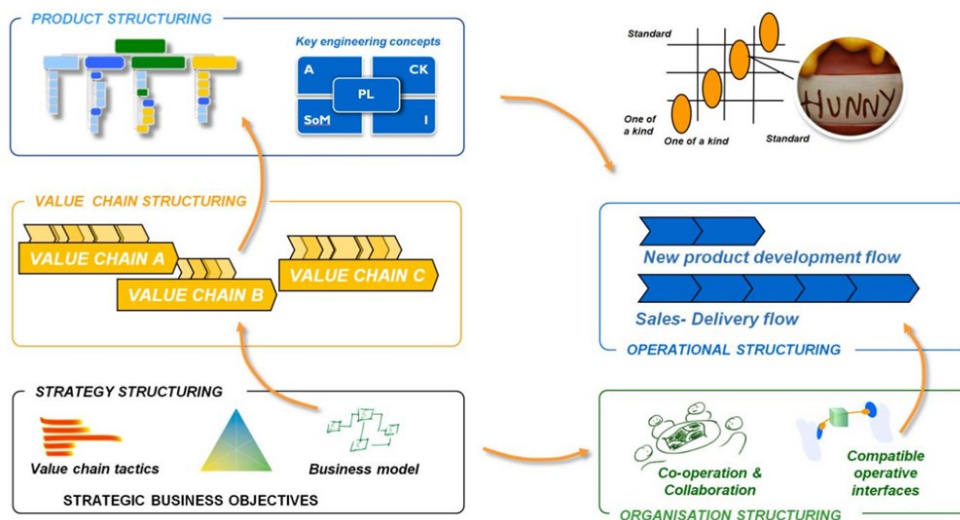 PRODUCT STRUCTURING
Key engineering concepts
A
CK
PL
SoM
I
Standard
One of
a kind
One of a kind
Standard
HUNNY
VALUE CHAIN STRUCTURING
VALUE CHAIN A
VALUE CHAIN B
VALUE CHAIN C
New product development flow
Sales- Delivery flow
OPERATIONAL STRUCTURING
STRATEGY STRUCTURING
Value chain tactics
Business model
STRATEGIC BUSINESS OBJECTIVES
Co-operation &
Collaboration
Compatible
operative
interfaces
ORGANISATION STRUCTURING